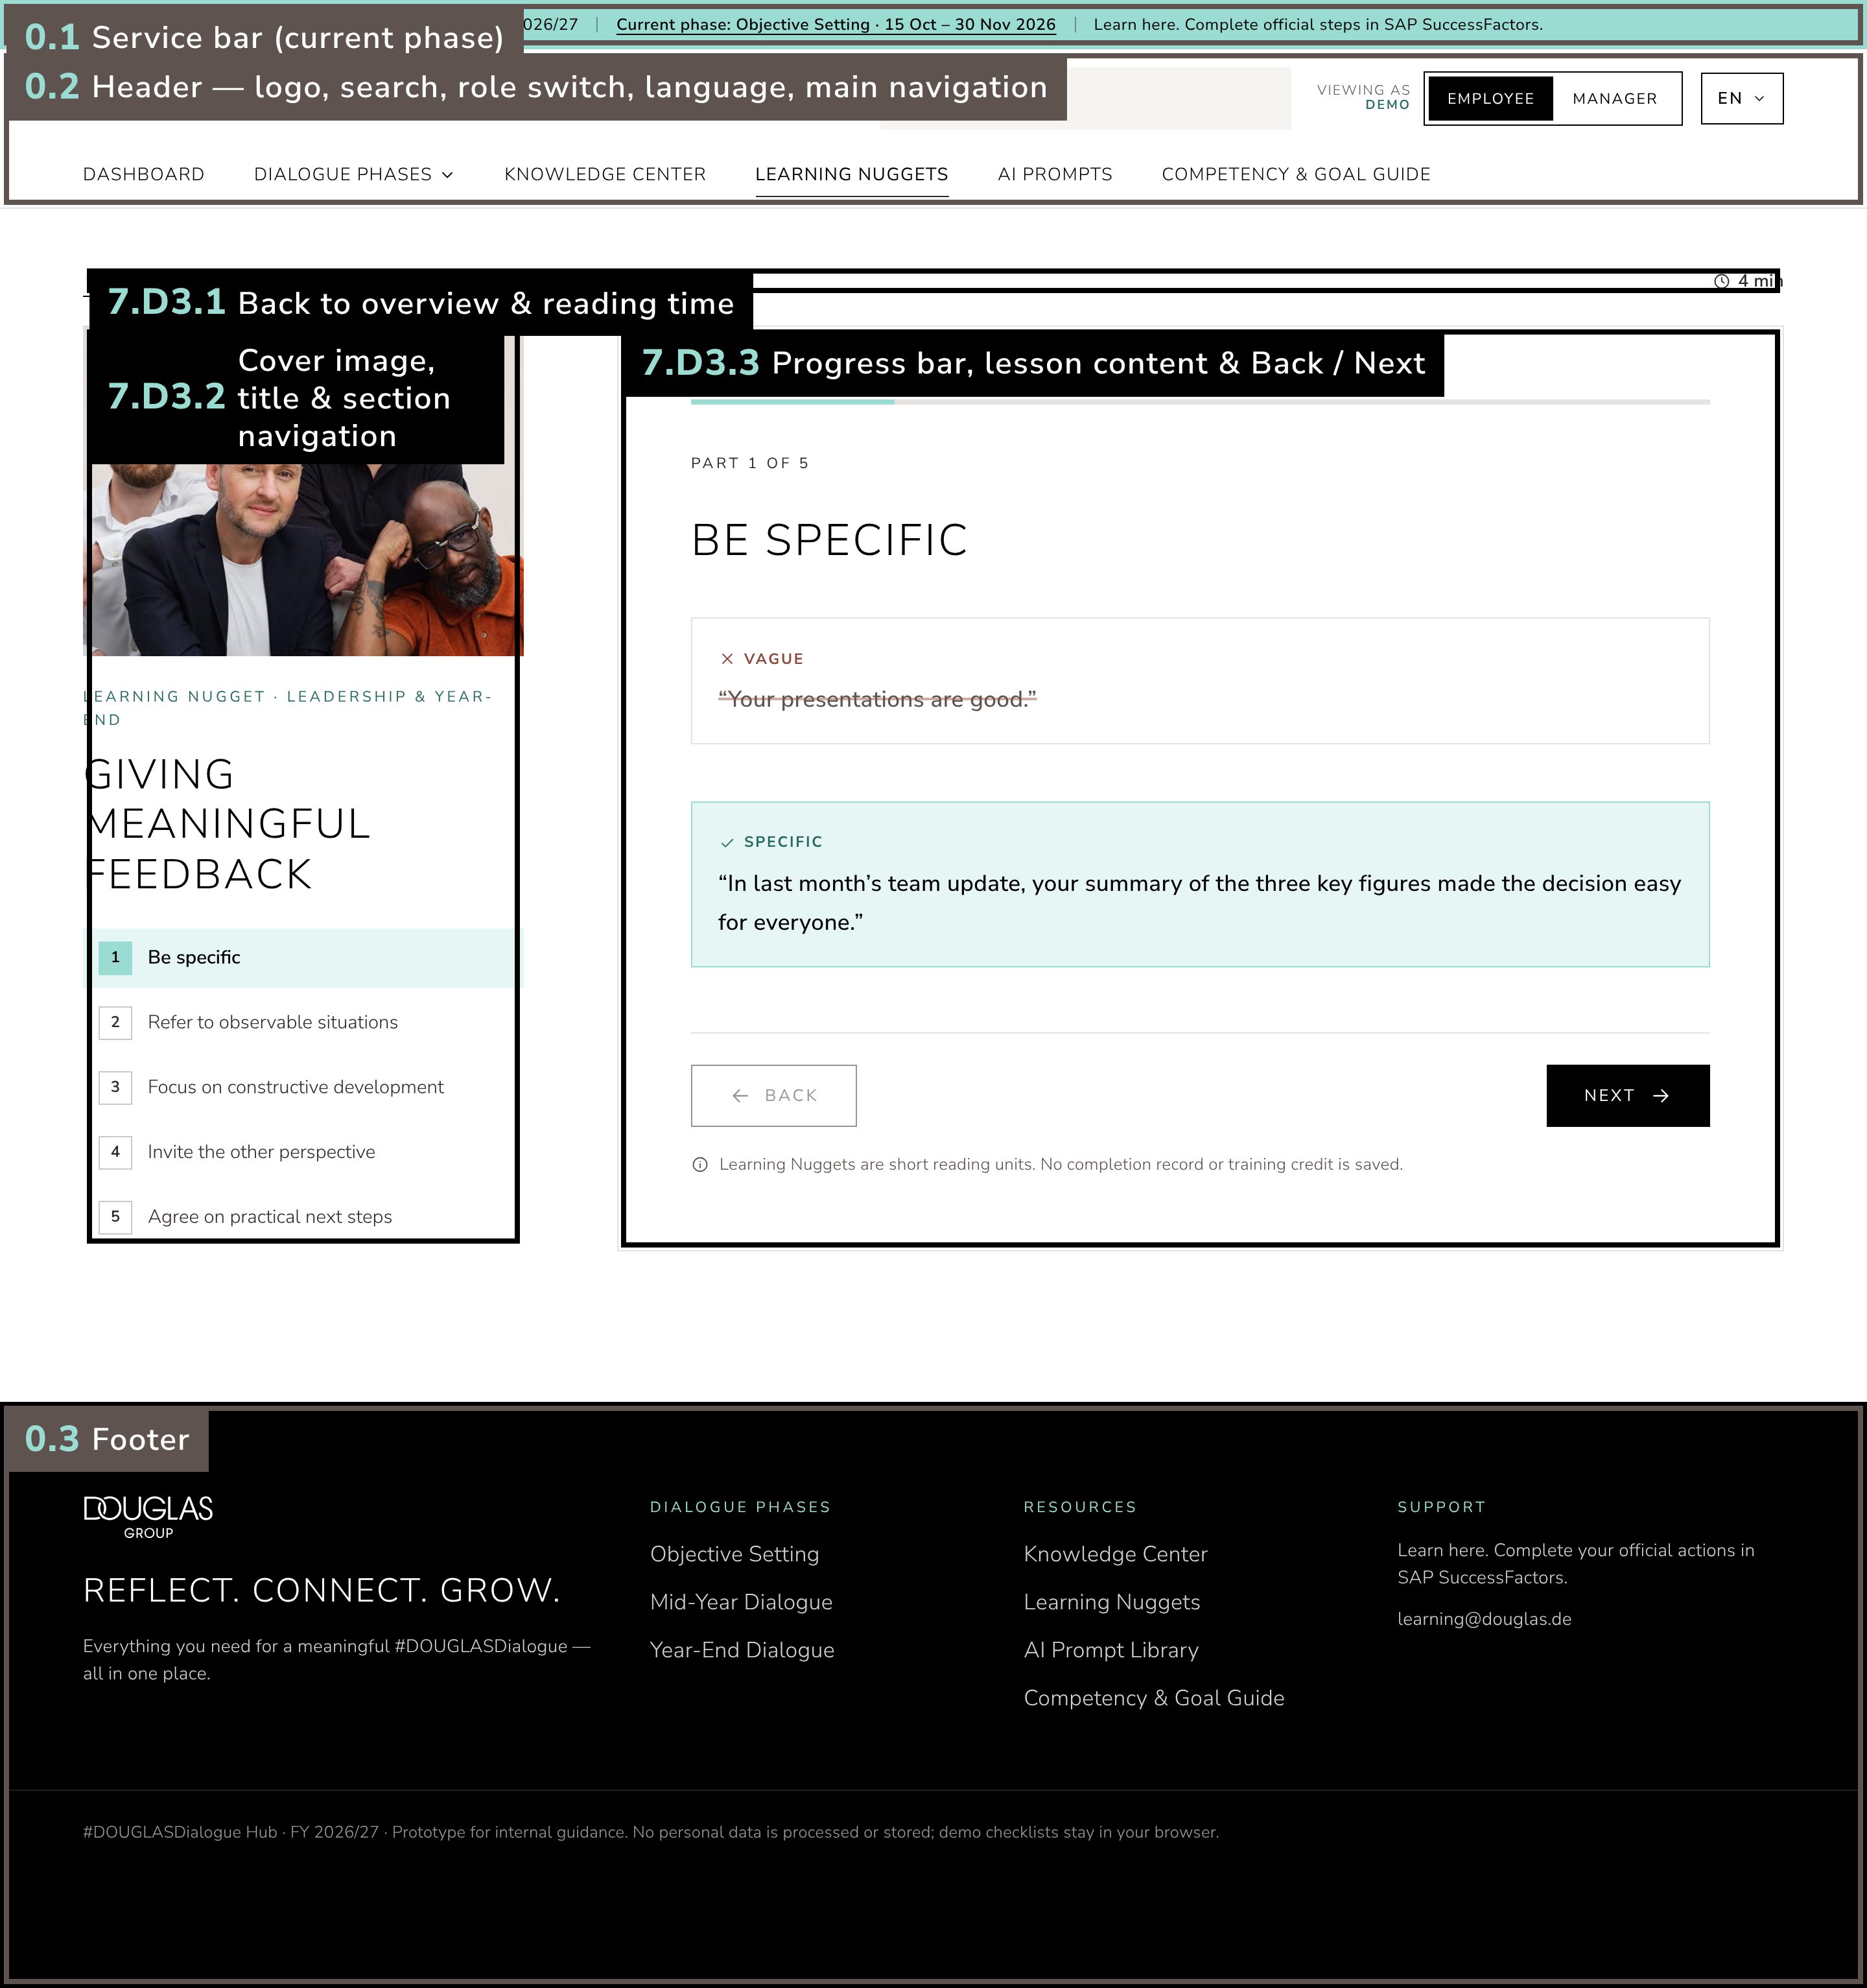 0.1 Service bar (current phase)
026/27 | Current phase: Objective Setting · 15 Oct – 30 Nov 2026 | Learn here. Complete official steps in SAP SuccessFactors.
0.2 Header — logo, search, role switch, language, main navigation
VIEWING AS
DEMO
EMPLOYEE
MANAGER
EN
DASHBOARD
DIALOGUE PHASES
KNOWLEDGE CENTER
LEARNING NUGGETS
AI PROMPTS
COMPETENCY & GOAL GUIDE
7.D3.1 Back to overview & reading time
4 min
7.D3.2 Cover image,
title & section
navigation
LEARNING NUGGET · LEADERSHIP & YEAR-
END
GIVING
MEANINGFUL
FEEDBACK
1 Be specific
2 Refer to observable situations
3 Focus on constructive development
4 Invite the other perspective
5 Agree on practical next steps
7.D3.3 Progress bar, lesson content & Back / Next
PART 1 OF 5
BE SPECIFIC
VAGUE
“Your presentations are good.”
SPECIFIC
“In last month’s team update, your summary of the three key figures made the decision easy
for everyone.”
BACK
NEXT
Learning Nuggets are short reading units. No completion record or training credit is saved.
0.3 Footer
DOUGLAS
GROUP
REFLECT. CONNECT. GROW.
Everything you need for a meaningful #DOUGLASDialogue —
all in one place.
DIALOGUE PHASES
Objective Setting
Mid-Year Dialogue
Year-End Dialogue
RESOURCES
Knowledge Center
Learning Nuggets
AI Prompt Library
Competency & Goal Guide
SUPPORT
Learn here. Complete your official actions in
SAP SuccessFactors.
learning@douglas.de
#DOUGLASDialogue Hub · FY 2026/27 · Prototype for internal guidance. No personal data is processed or stored; demo checklists stay in your browser.